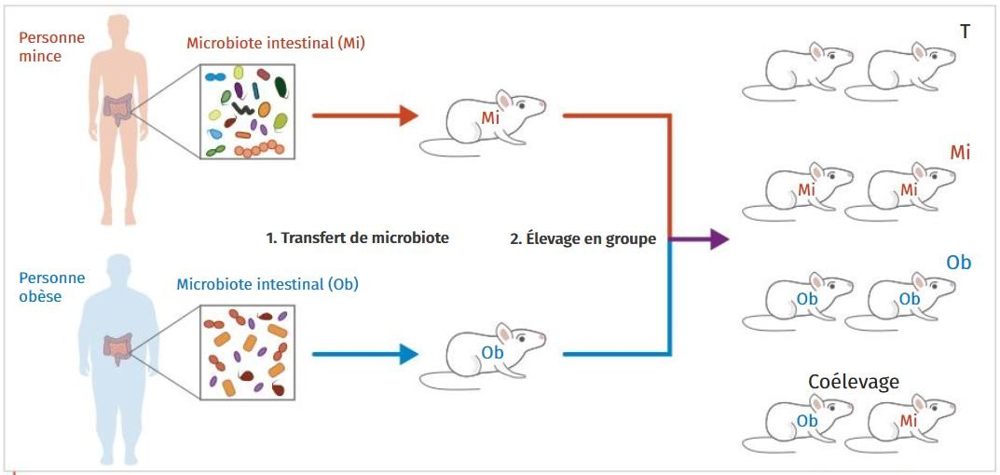 Personne
mince
Microbiote intestinal (Mi)
Mi
T
Mi
Mi
Mi
1. Transfert de microbiote
2. Élevage en groupe
Personne
obèse
Microbiote intestinal (Ob)
Ob
Ob
Ob
Ob
Coélevage
Ob
Mi